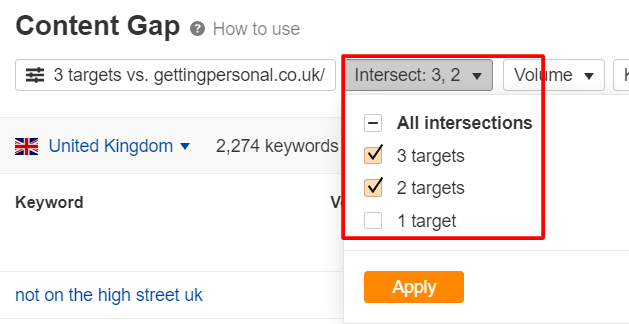 Content Gap ? How to use
3 targets vs. gettingpersonal.co.uk/ Intersect: 3, 2 Volume
All intersections
United Kingdom 2,274 keywords
3 targets
2 targets
Keyword
1 target
Apply
not on the high street uk